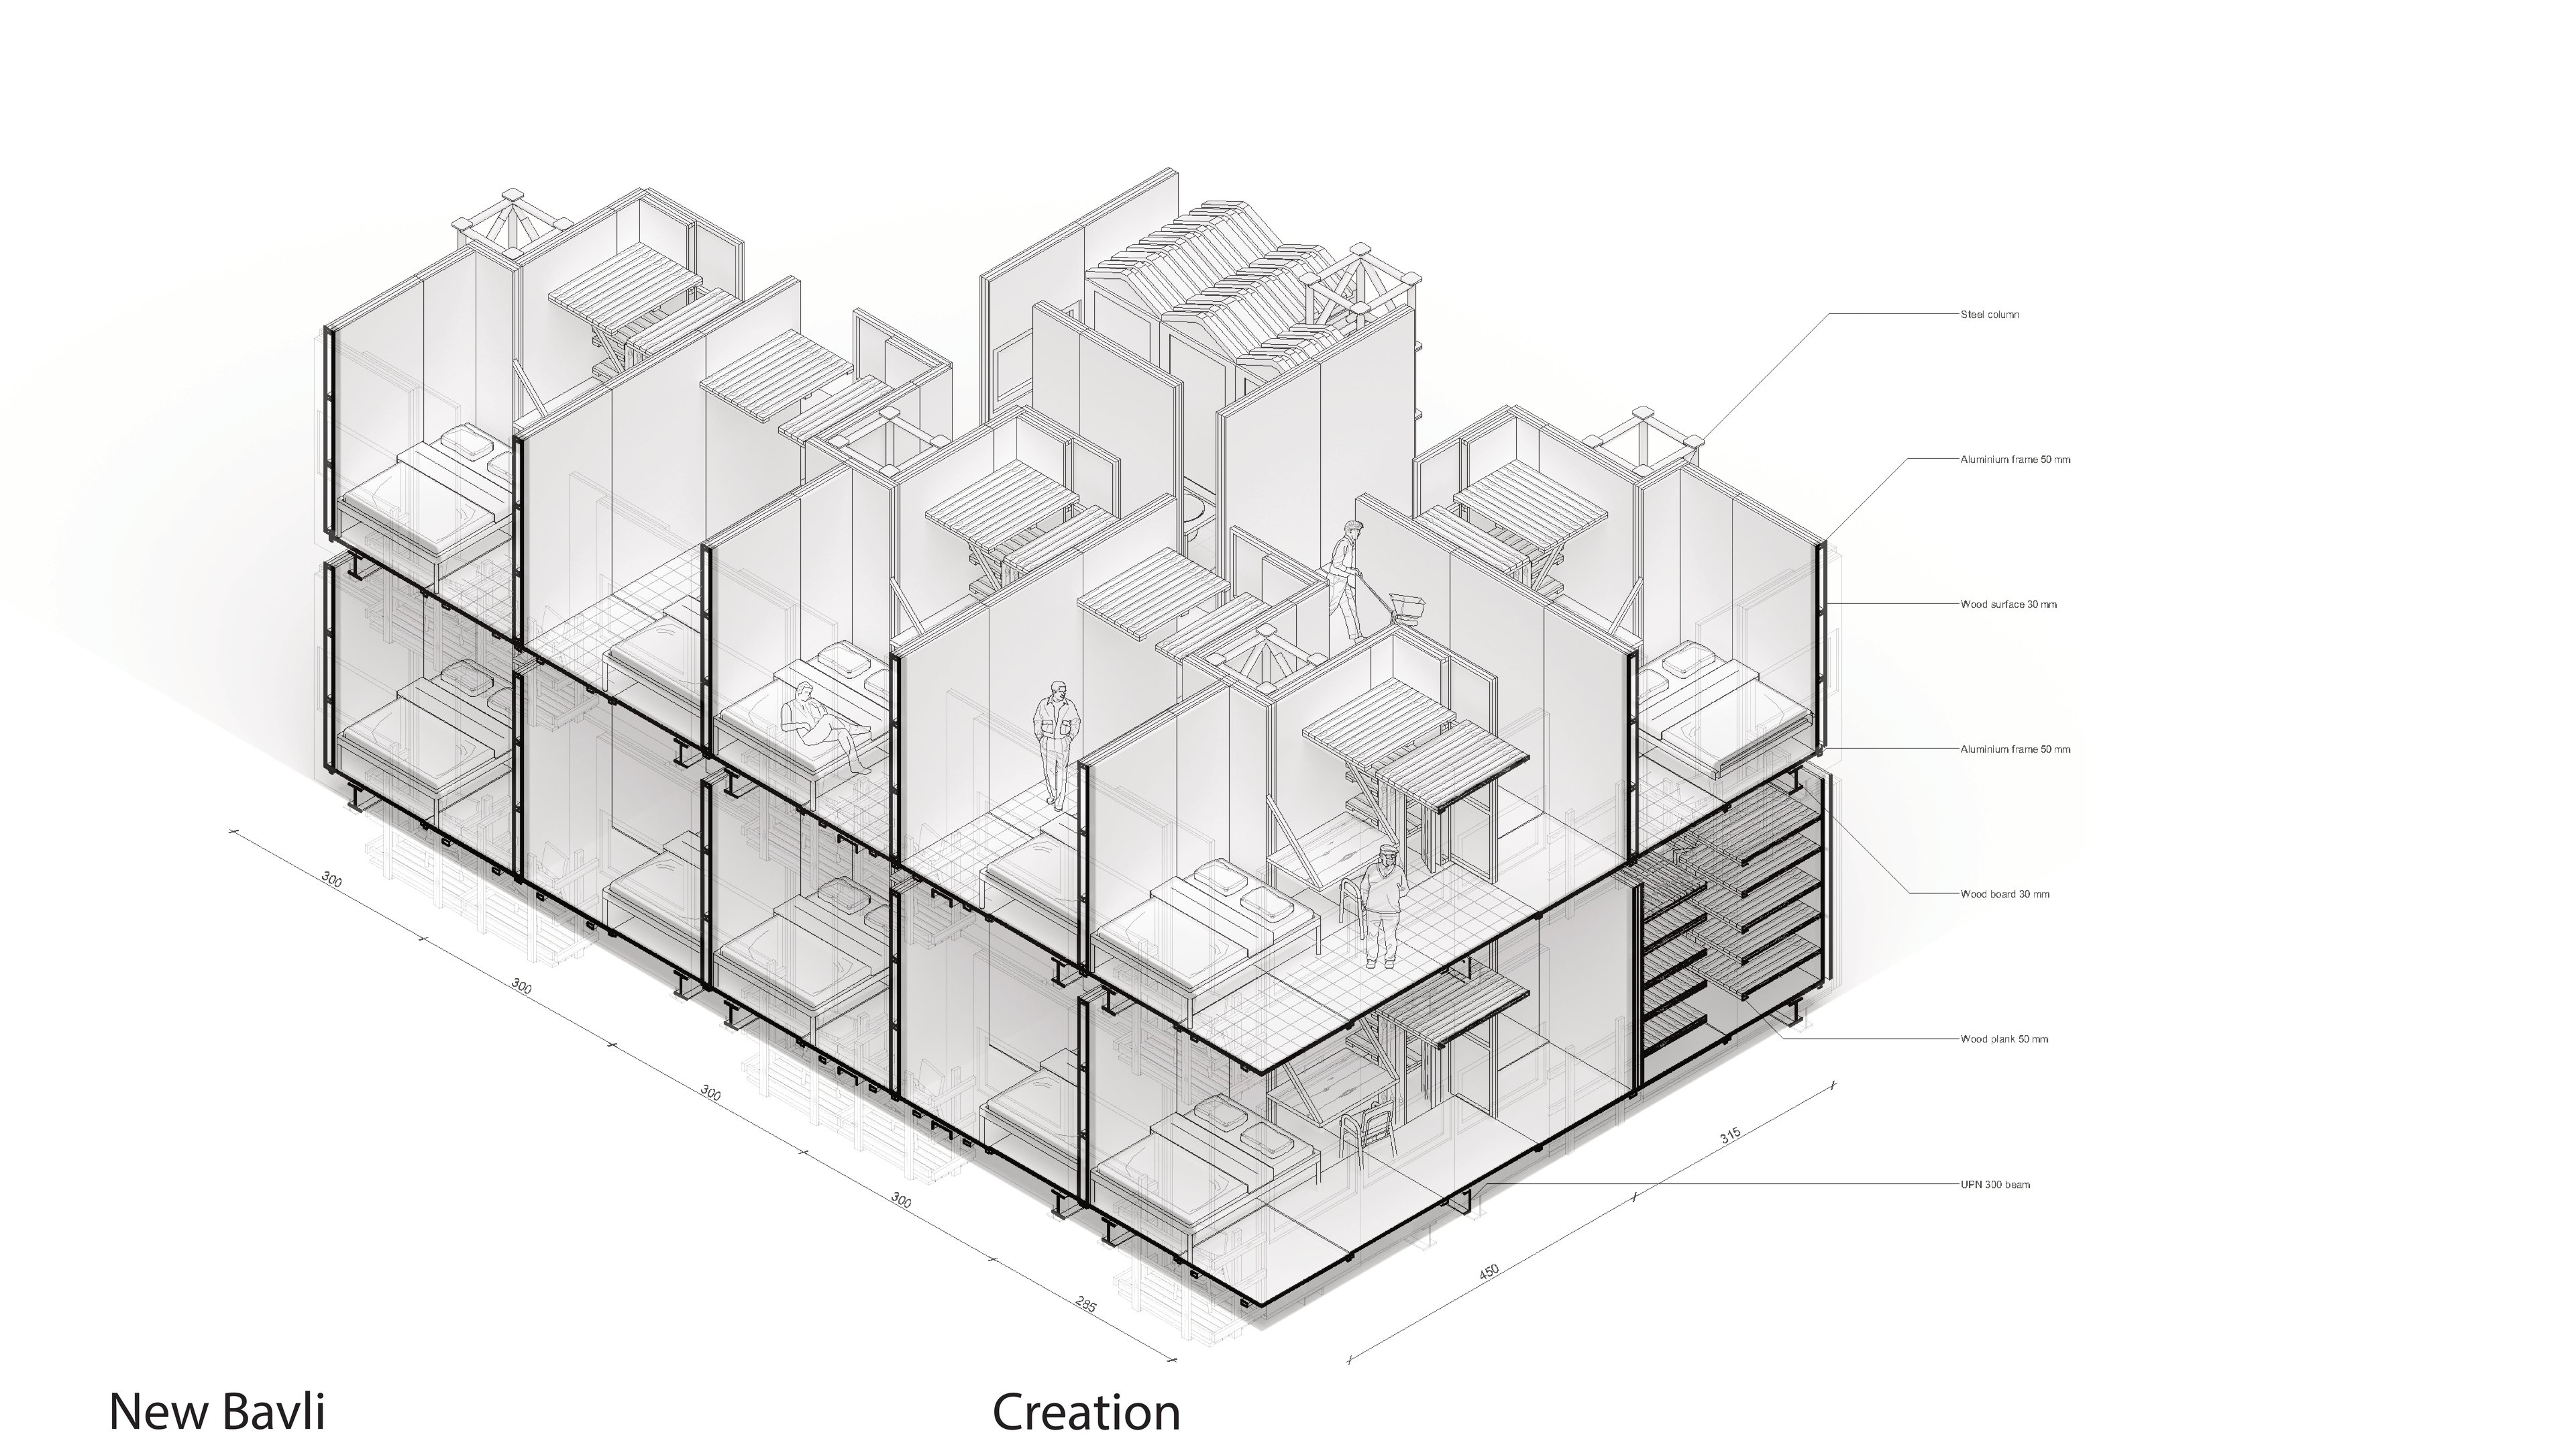 Steel column
Aluminium frame 50 mm
Wood surface 30 mm
Aluminium frame 50 mm
Wood board 30 mm
Wood plank 50 mm
UPN 300 beam
300
300
300
300
285
450
315
New Bavli
Creation